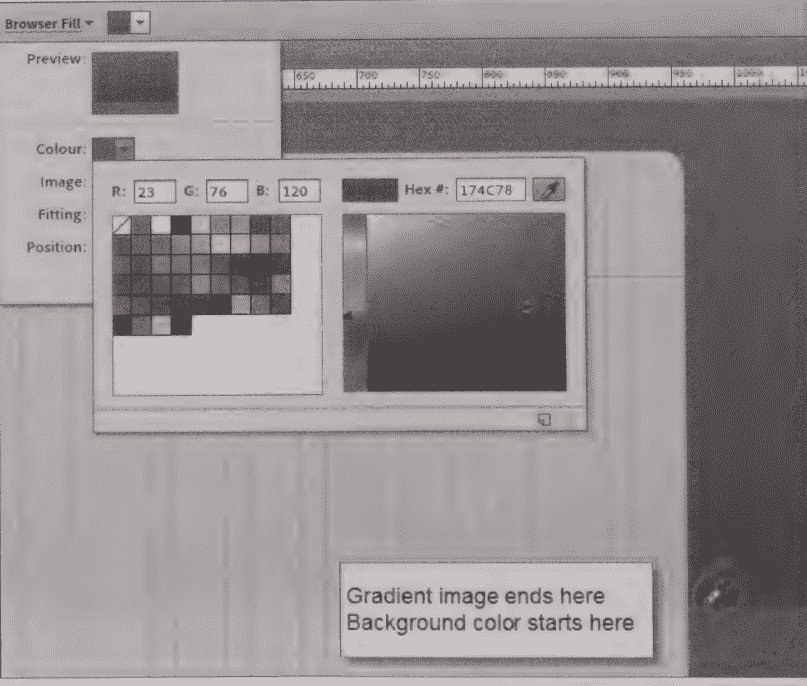 Browser Fill
Preview:
650 700 750 800 850 900 950 1000
Colour:
Image:
Fitting:
Position:
R: 23 G: 76 B: 120 Hex #: 174C78
Gradient image ends here
Background color starts here